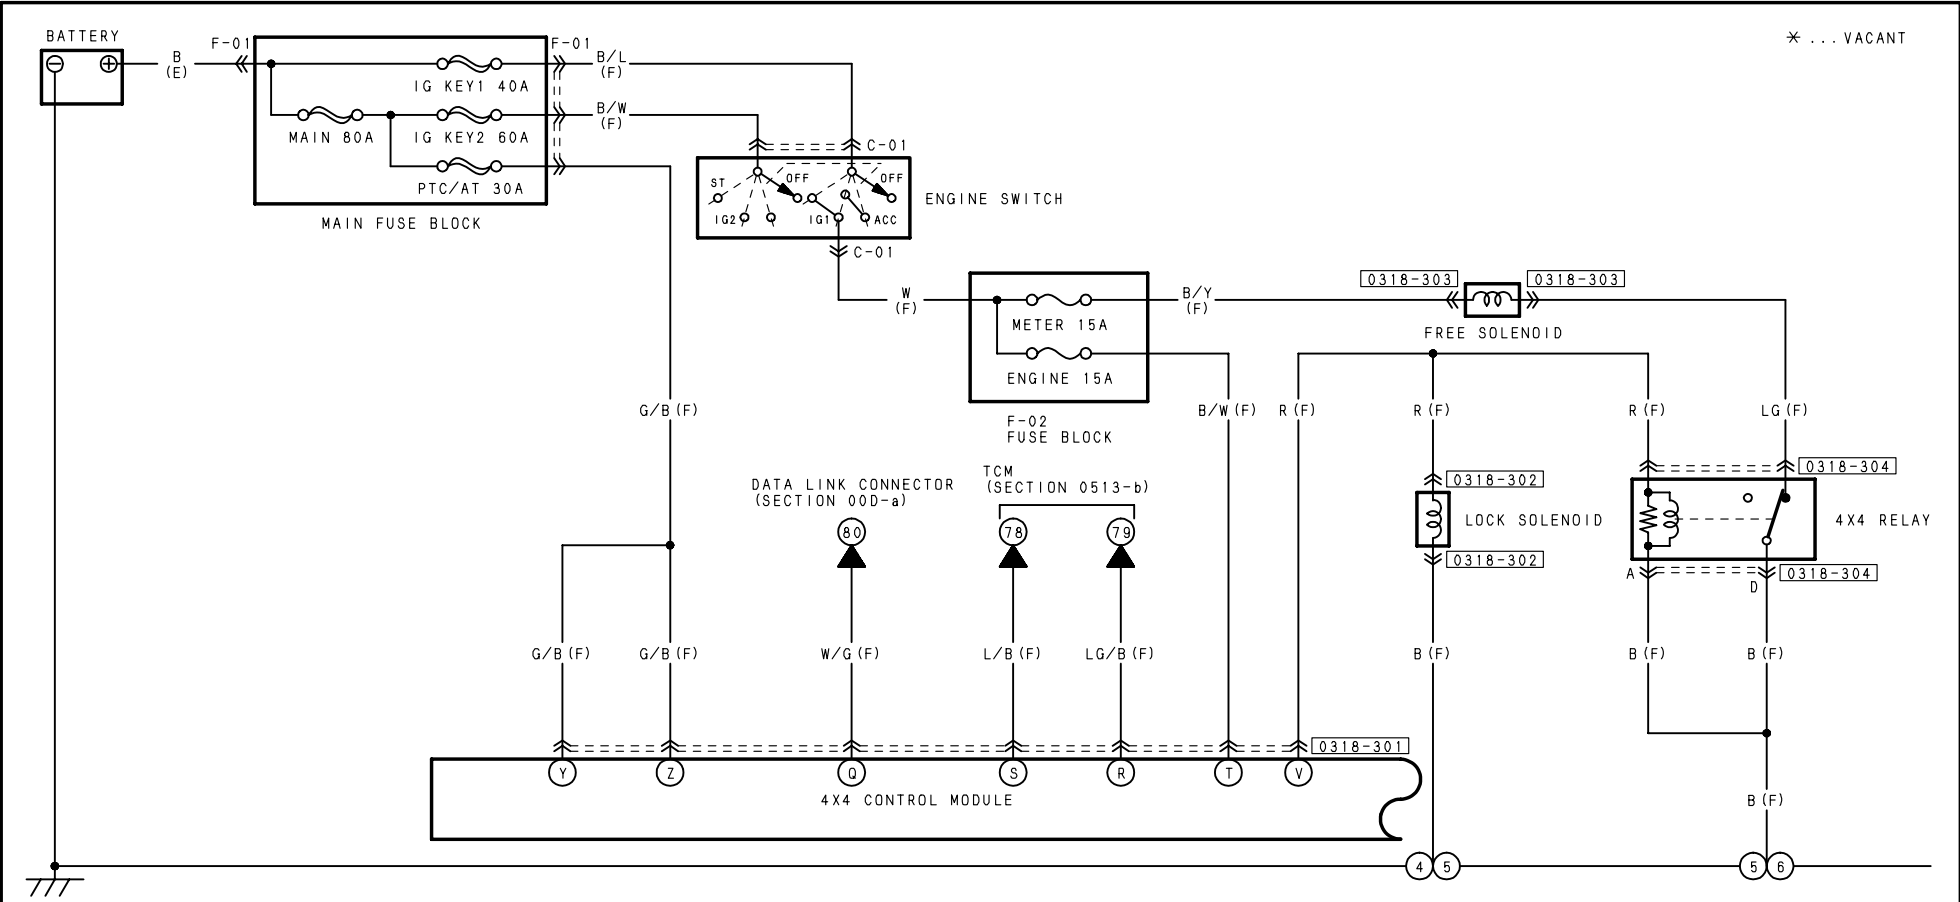 BATTERY
B
(E)
F-01
F-01
B/L
(F)
* ... VACANT
IG KEY1 40A
B/W
(F)
MAIN 80A
IG KEY2 60A
PTC/AT 30A
MAIN FUSE BLOCK
C-01
ST
OFF
OFF
IG2
IG1
ACC
ENGINE SWITCH
C-01
W
(F)
METER 15A
ENGINE 15A
F-02
FUSE BLOCK
B/Y
(F)
0318-303
0318-303
FREE SOLENOID
G/B (F)
B/W (F)
R (F)
R (F)
R (F)
LG (F)
DATA LINK CONNECTOR
(SECTION 00D-a)
TCM
(SECTION 0513-b)
80
78
79
0318-302
LOCK SOLENOID
0318-302
0318-304
4X4 RELAY
A
D
0318-304
G/B (F)
G/B (F)
W/G (F)
L/B (F)
LG/B (F)
B (F)
B (F)
B (F)
0318-301
Y
Z
Q
S
R
T
V
4X4 CONTROL MODULE
B (F)
4
5
5
6